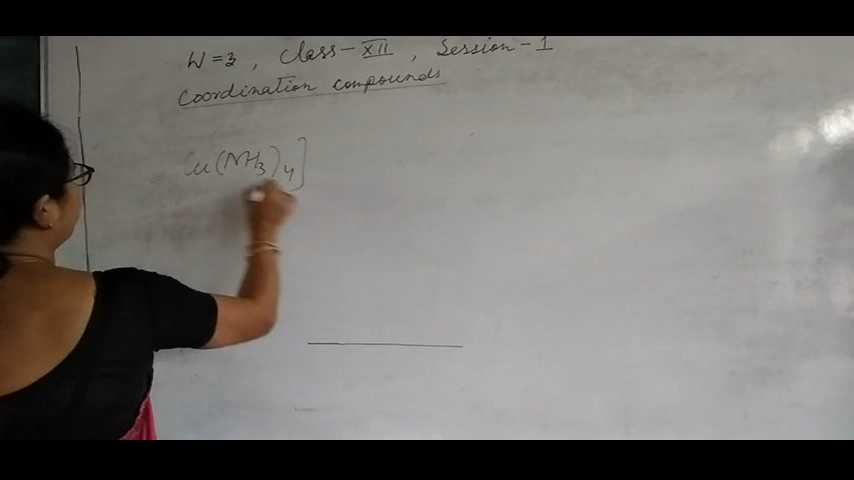 W = 3 , Class - XII , Session - 1
Coordination compounds
Cu(NH3)4]